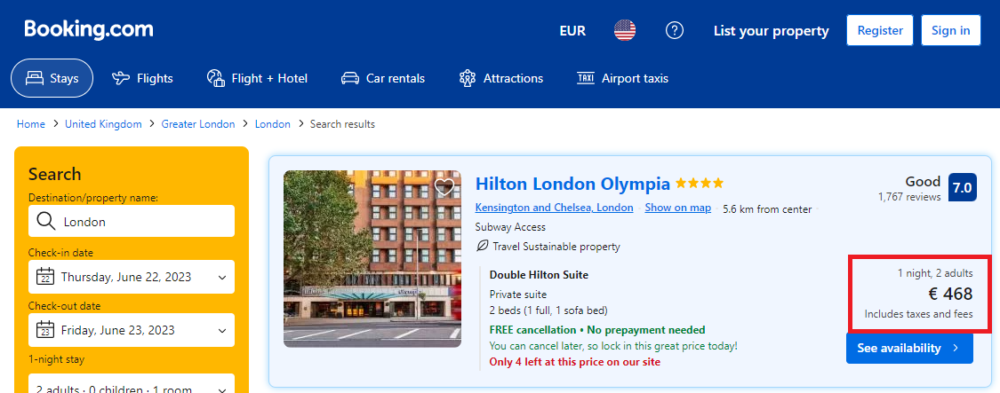 Booking.com
EUR
List your property
Register
Sign in
Stays
Flights
Flight + Hotel
Car rentals
Attractions
TAXI
Airport taxis
Home
United Kingdom
Greater London
London
Search results
Search
Destination/property name:
London
Check-in date
22
Thursday, June 22, 2023
Check-out date
23
Friday, June 23, 2023
1-night stay
2 adults · 0 children · 1 room
Hilton London Olympia
Good
1,767 reviews
7.0
Kensington and Chelsea, London · Show on map · 5.6 km from center ·
Subway Access
Travel Sustainable property
Double Hilton Suite
Private suite
2 beds (1 full, 1 sofa bed)
FREE cancellation • No prepayment needed
You can cancel later, so lock in this great price today!
Only 4 left at this price on our site
1 night, 2 adults
€ 468
Includes taxes and fees
See availability